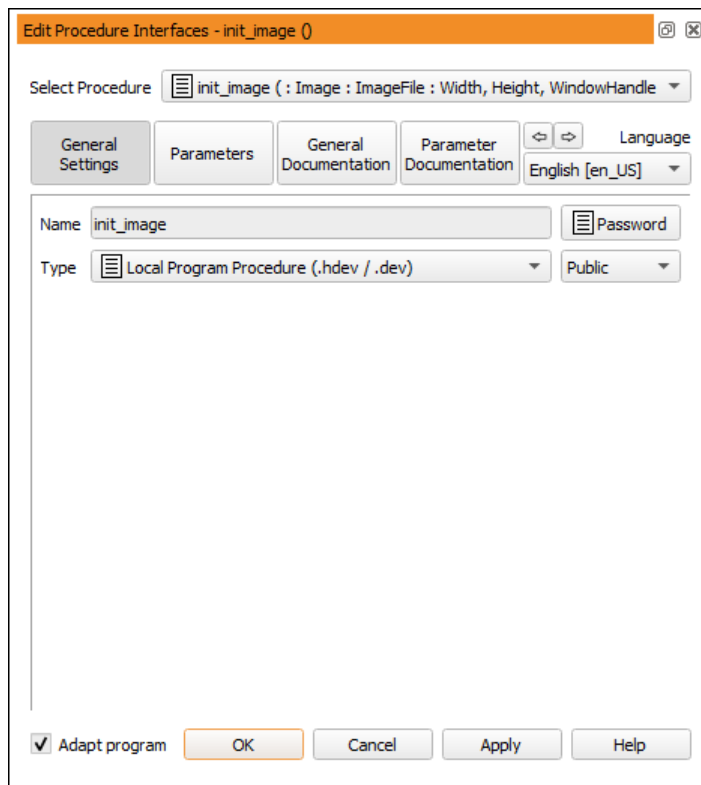 Edit Procedure Interfaces - init_image ()
Select Procedure init_image ( : Image : ImageFile : Width, Height, WindowHandle
General Settings Parameters General Documentation Parameter Documentation Language
English [en_US]
Name init_image Password
Type Local Program Procedure (.hdev / .dev) Public
Adapt program OK Cancel Apply Help